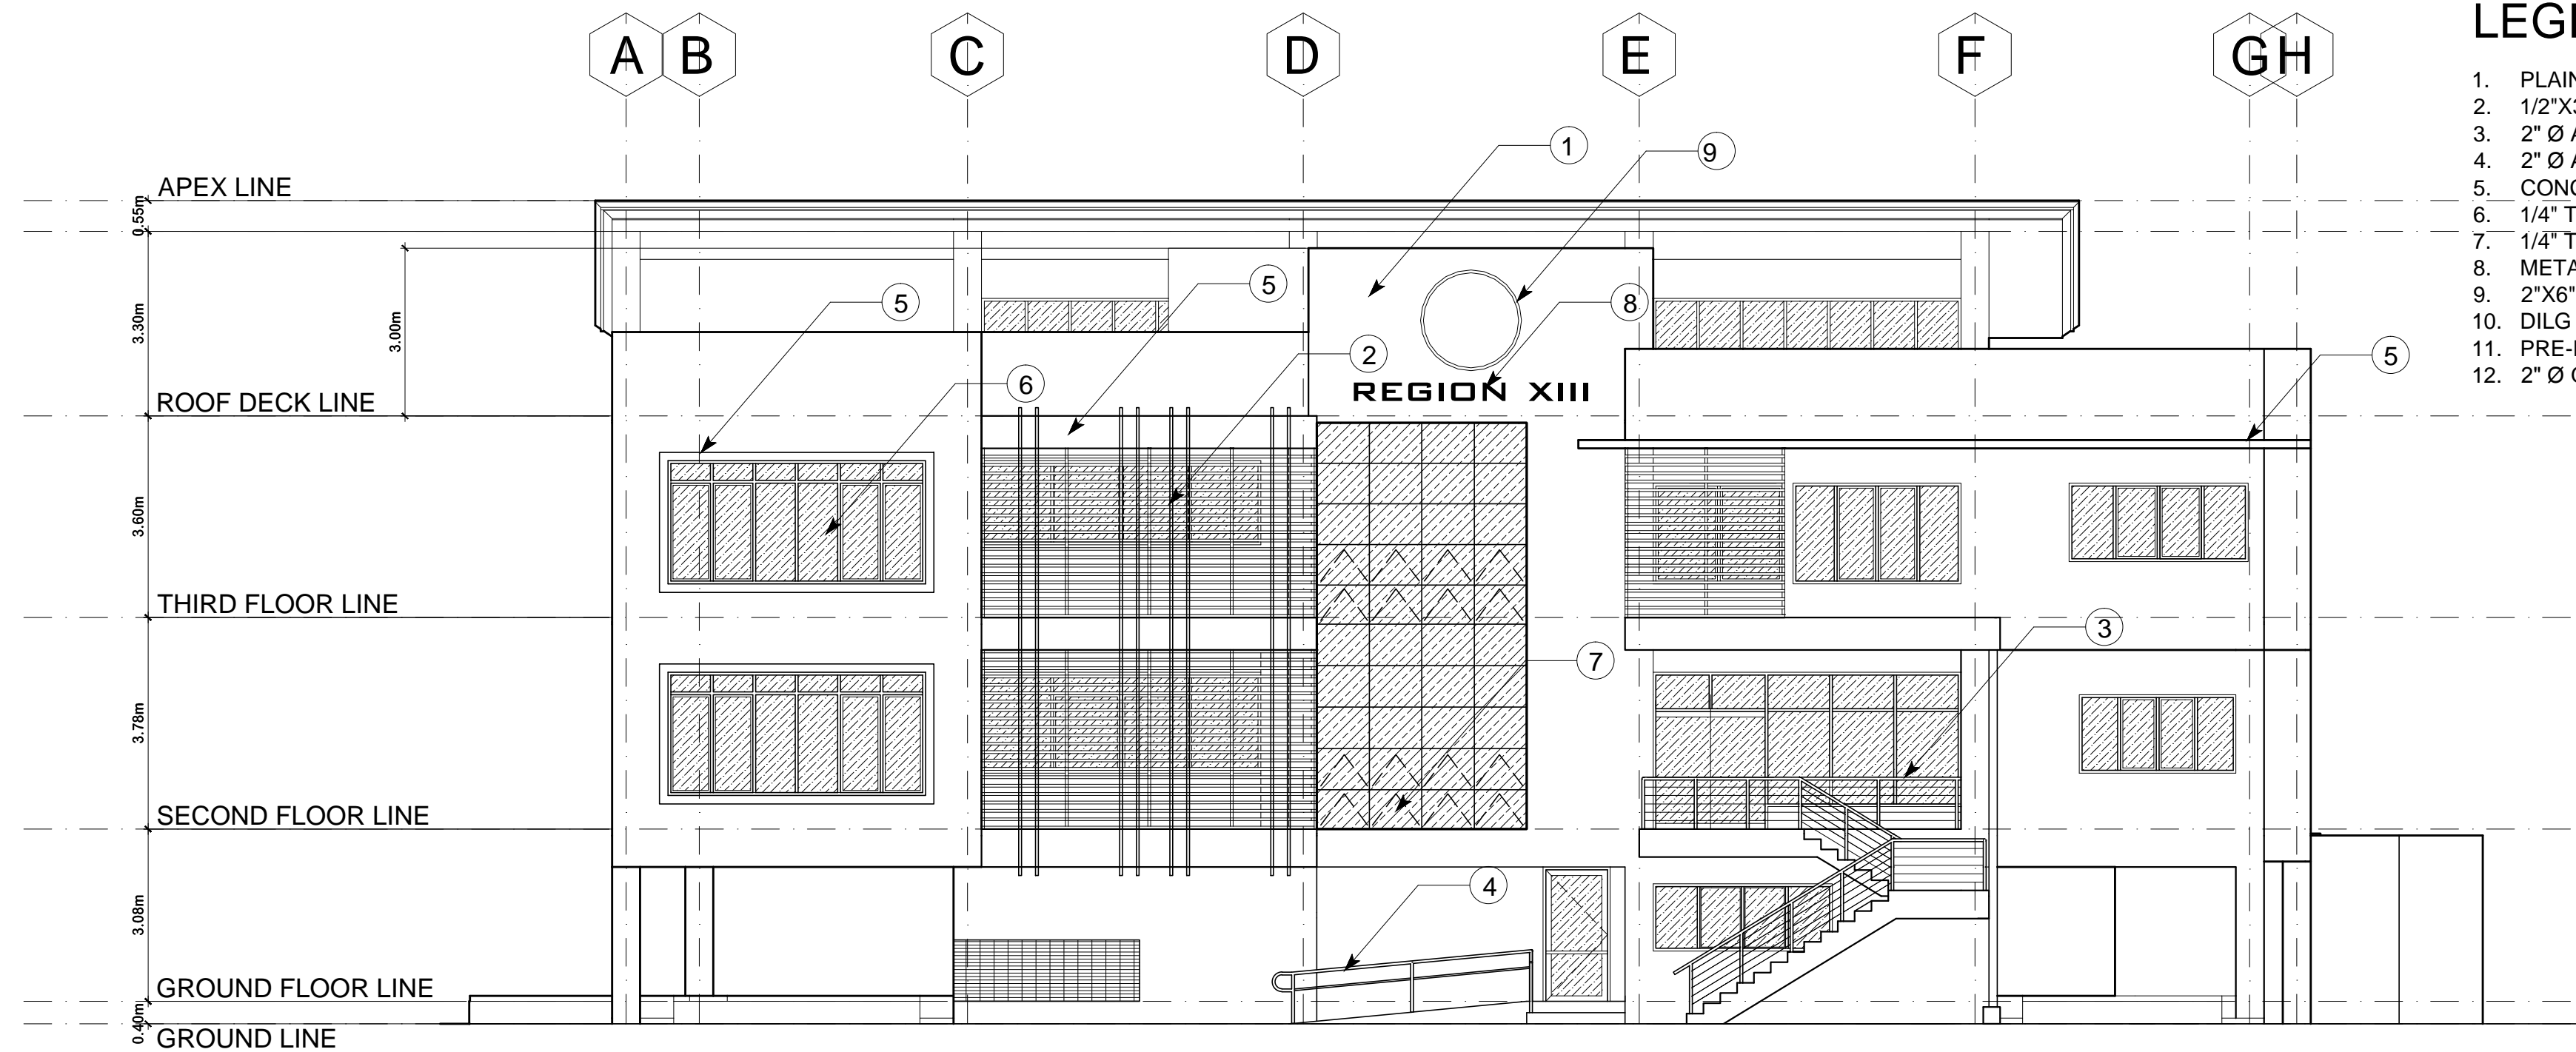 A B C D E F G H
LEG
1. PLAIN
2. 1/2"X3
3. 2" Ø A
4. 2" Ø A
5. CONC
6. 1/4" T
7. 1/4" T
8. META
9. 2"X6"
10. DILG
11. PRE-
12. 2" Ø
1
9
APEX LINE
0.55m
3.30m
3.00m
5
5
8
2
5
6
REGION XIII
ROOF DECK LINE
3.60m
THIRD FLOOR LINE
3
7
3.78m
SECOND FLOOR LINE
4
3.08m
GROUND FLOOR LINE
0.40m
GROUND LINE